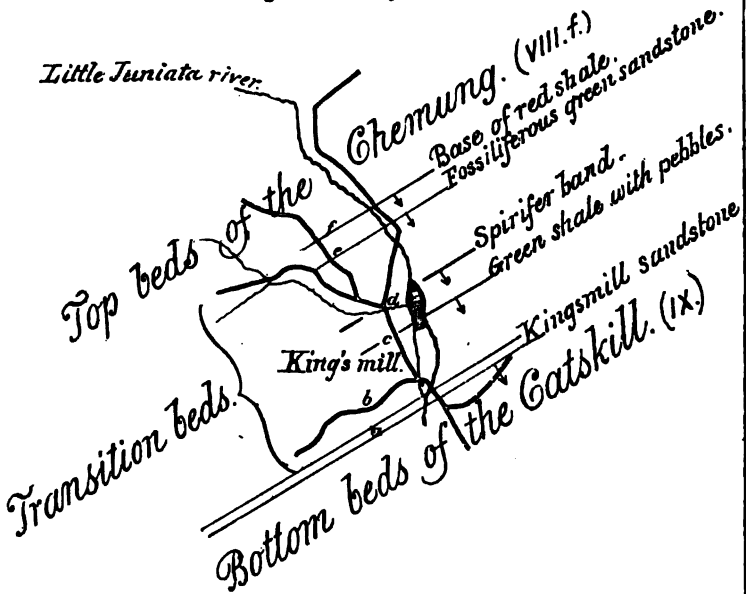 Little Juniata river.
Chemung. (VIII.f.)
Base of red shale.
Fossiliferous green sandstone.
Top beds of the
Spirifer band.
Green shale with pebbles.
f
e
d
c
King's mill.
Kingsmill sandstone
b
a
Transition beds.
Bottom beds of the Catskill. (IX.)